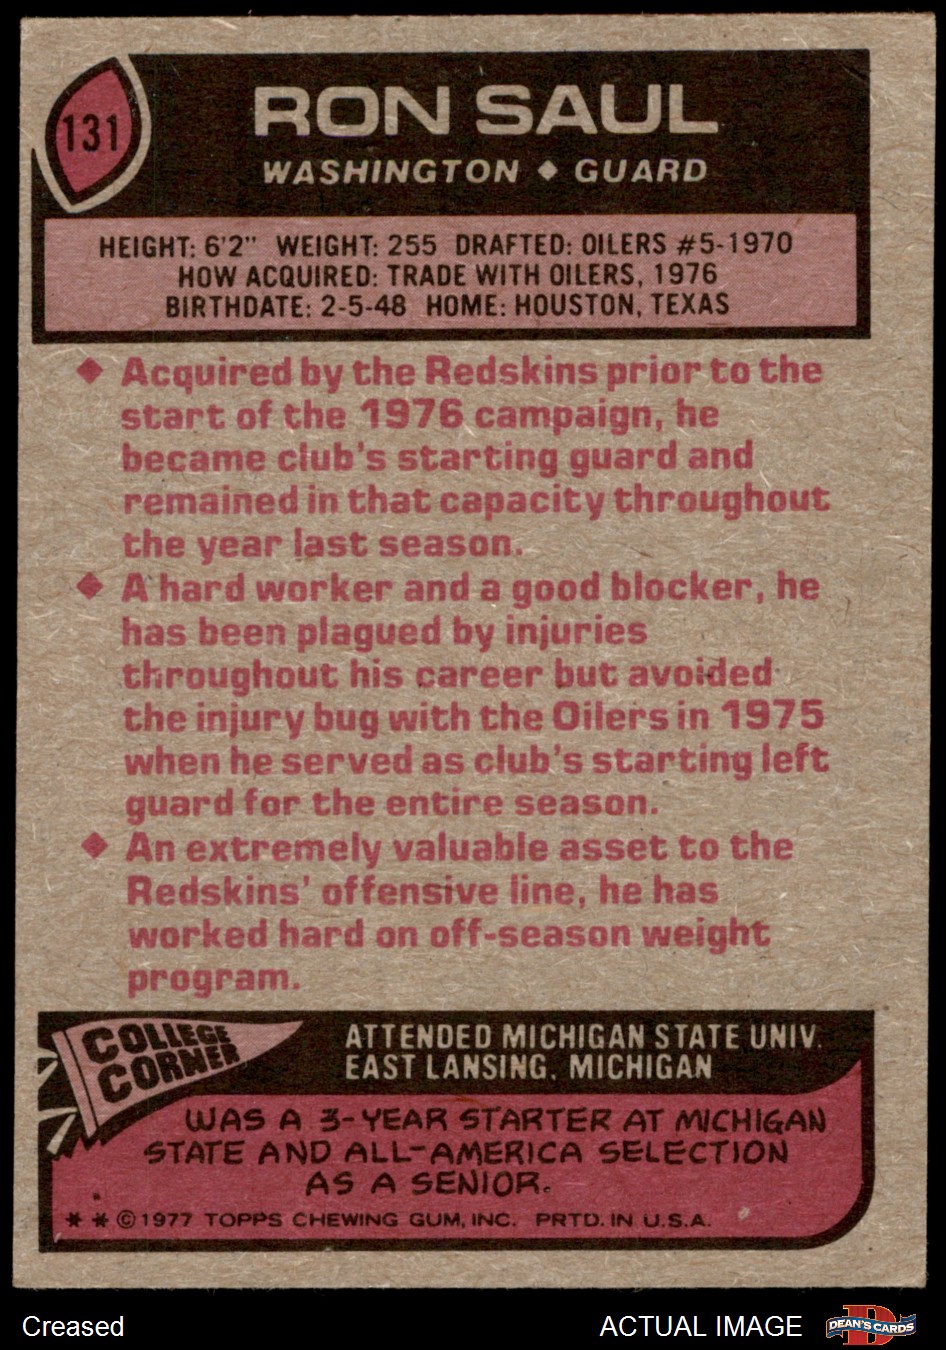 131
RON SAUL
WASHINGTON ♦ GUARD
HEIGHT: 6'2" WEIGHT: 255 DRAFTED: OILERS #5-1970
HOW ACQUIRED: TRADE WITH OILERS, 1976
BIRTHDATE: 2-5-48 HOME: HOUSTON, TEXAS
♦ Acquired by the Redskins prior to the
start of the 1976 campaign, he
became club's starting guard and
remained in that capacity throughout
the year last season.
♦ A hard worker and a good blocker, he
has been plagued by injuries
throughout his career but avoided
the injury bug with the Oilers in 1975
when he served as club's starting left
guard for the entire season.
♦ An extremely valuable asset to the
Redskins' offensive line, he has
worked hard on off-season weight
program.
COLLEGE
CORNER
ATTENDED MICHIGAN STATE UNIV.
EAST LANSING, MICHIGAN
WAS A 3-YEAR STARTER AT MICHIGAN
STATE AND ALL-AMERICA SELECTION
AS A SENIOR.
* * © 1977 TOPPS CHEWING GUM, INC. PRTD. IN U.S.A.
Creased
ACTUAL IMAGE
D
DEAN'S CARDS